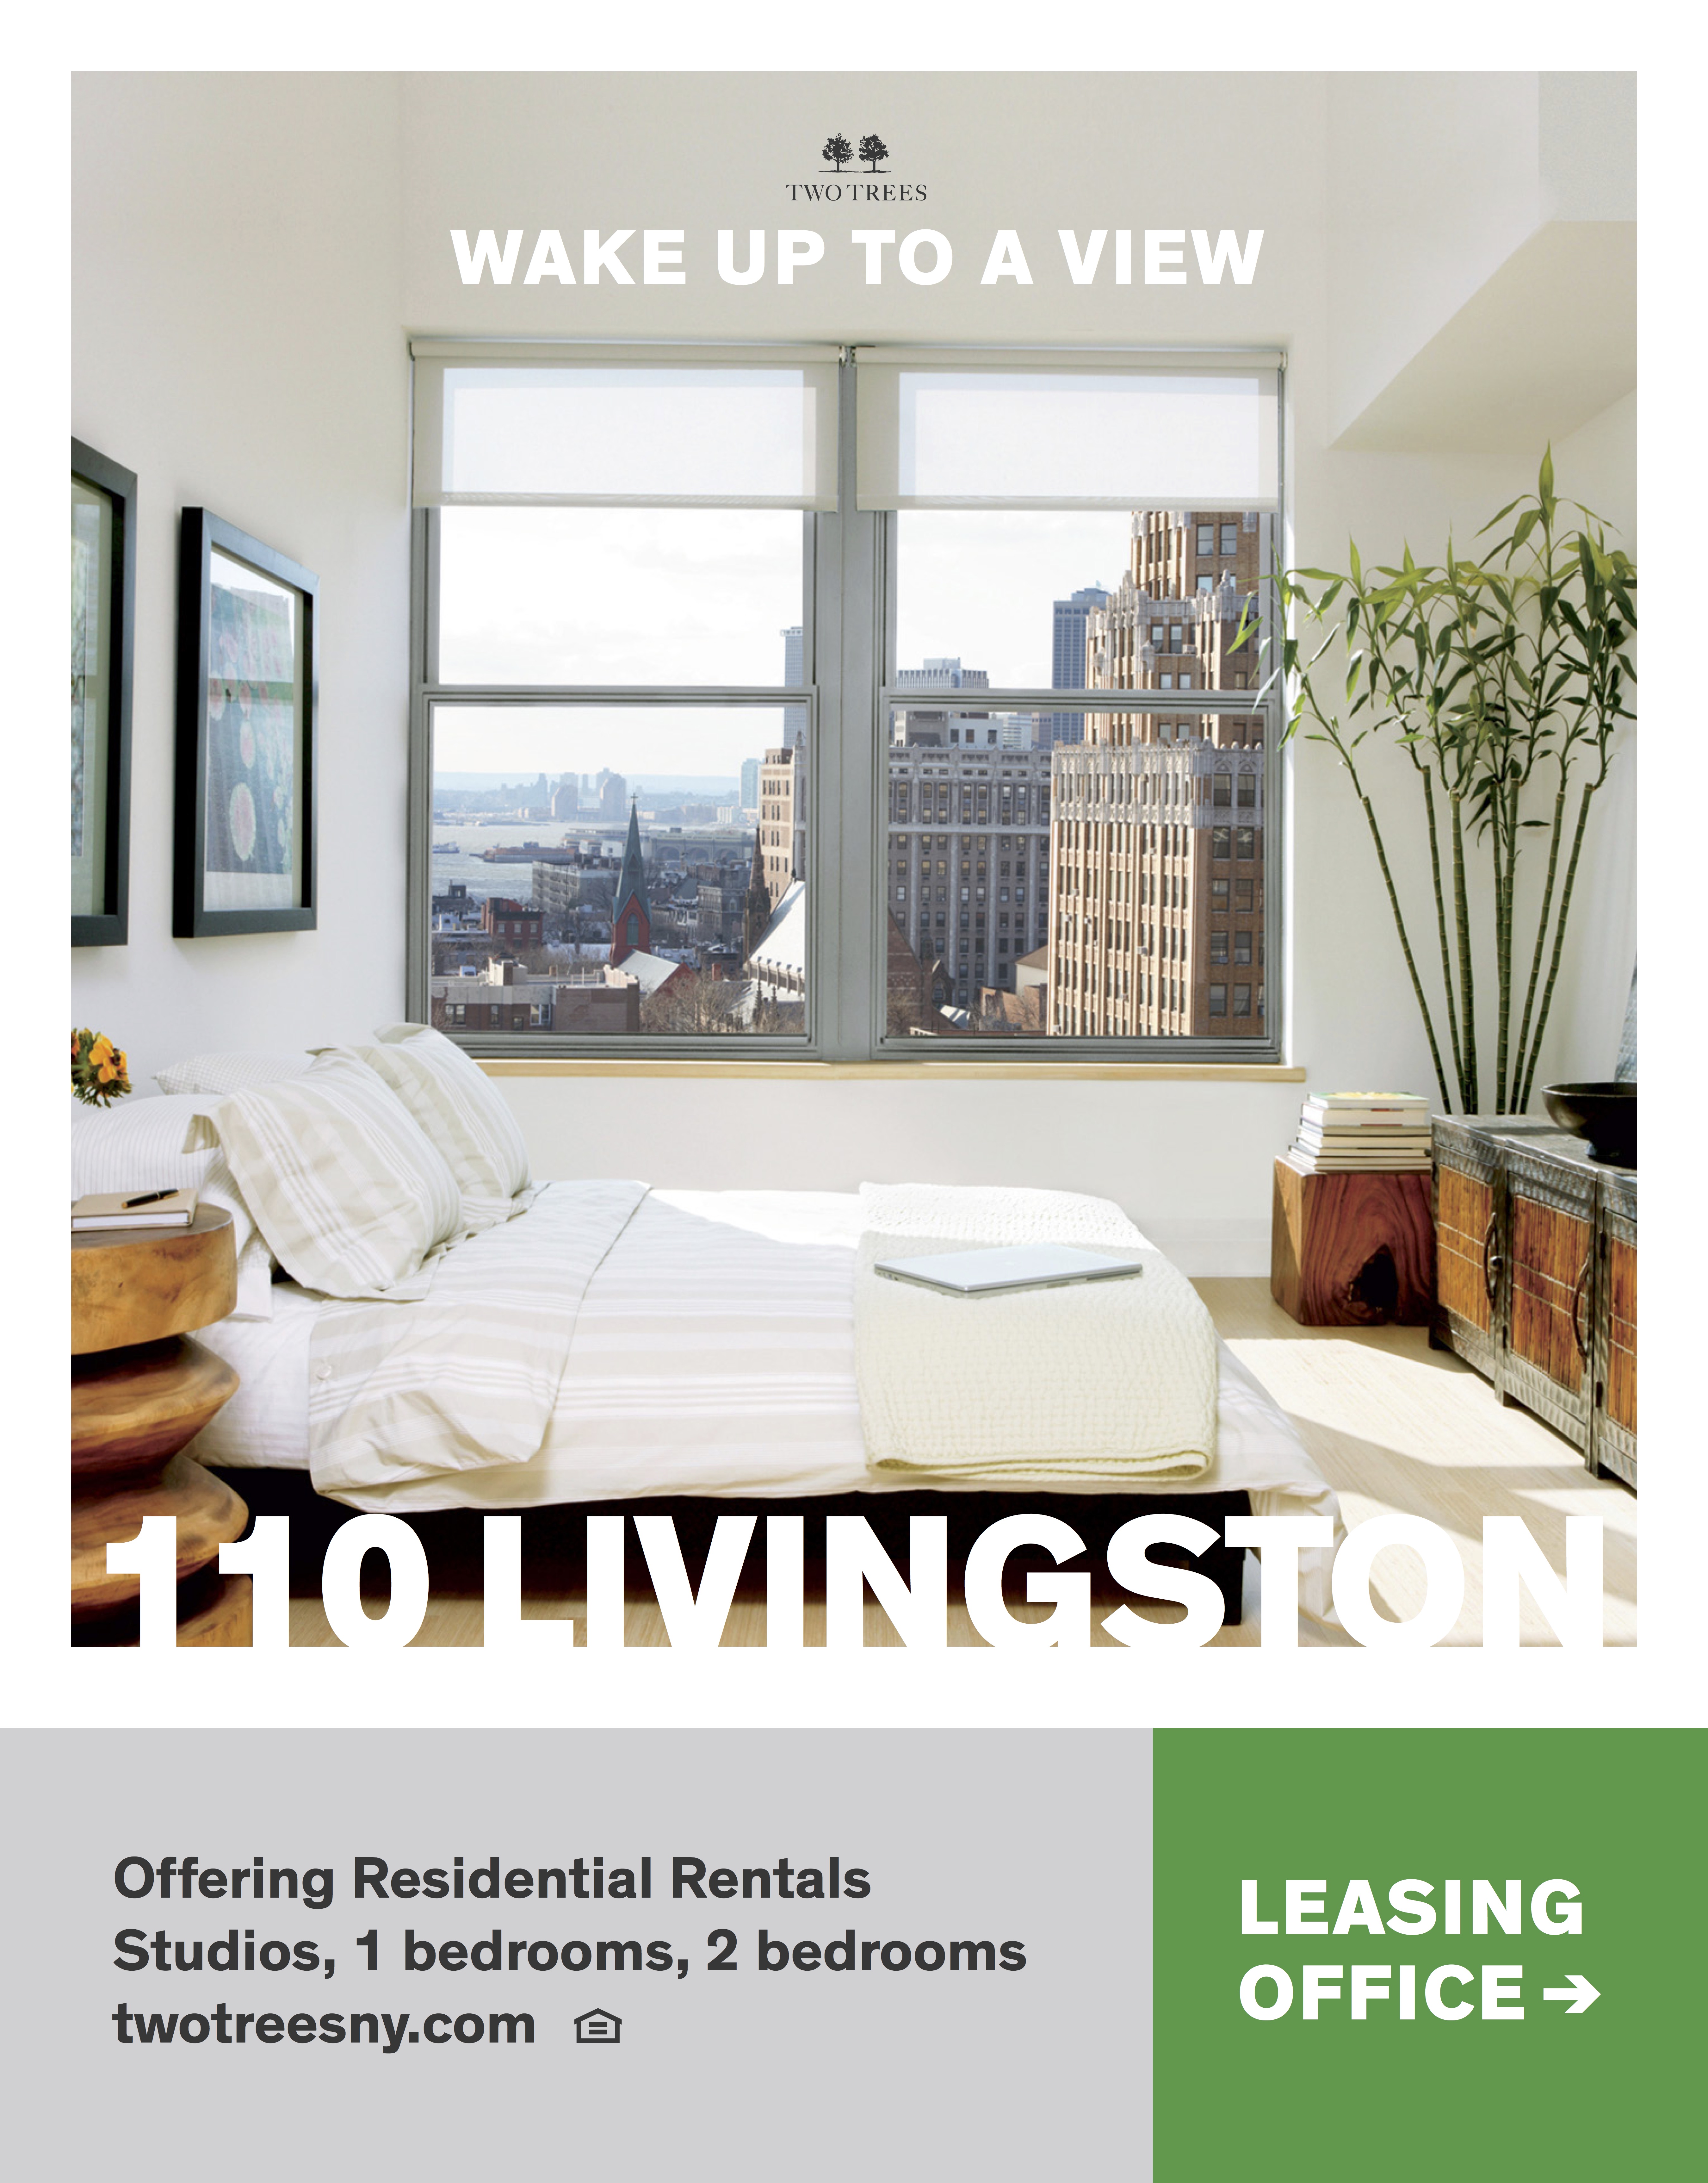 TWO TREES
WAKE UP TO A VIEW
110 LIVINGSTON
Offering Residential Rentals
Studios, 1 bedrooms, 2 bedrooms
twotreesny.com
LEASING
OFFICE →